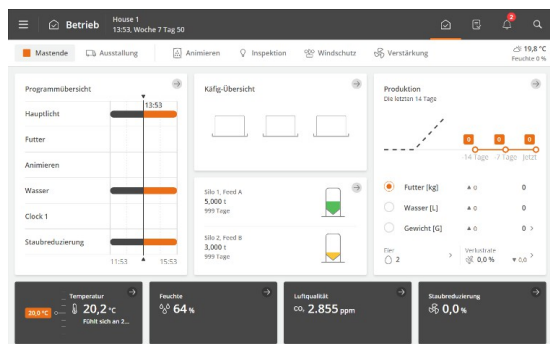 Betrieb
House 1
13:53, Woche 7 Tag 50
2
Mastende
Ausstallung
Animieren
Inspektion
Windschutz
Verstärkung
19,8 °C
Feuchte 0 %
Programmübersicht
13:53
Hauptlicht
Futter
Animieren
Wasser
Clock 1
Staubreduzierung
11:53 15:53
Käfig-Übersicht
Silo 1, Feed A
5,000 t
999 Tage
Silo 2, Feed B
3,000 t
999 Tage
Produktion
Die letzten 14 Tage
0 0 0
-14 Tage -7 Tage Jetzt
Futter [kg] ▲ 0 0
Wasser [L] ▲ 0 0
Gewicht [G] ▲ 0 0 >
Eier
2 >
Verlustrate
0,0 % ▼ 0,0 >
Temperatur
20,0 °C
20,2 °C
Fühlt sich an 2...
Feuchte
64 %
Luftqualität
CO₂ 2.855 ppm
Staubreduzierung
0,0 %